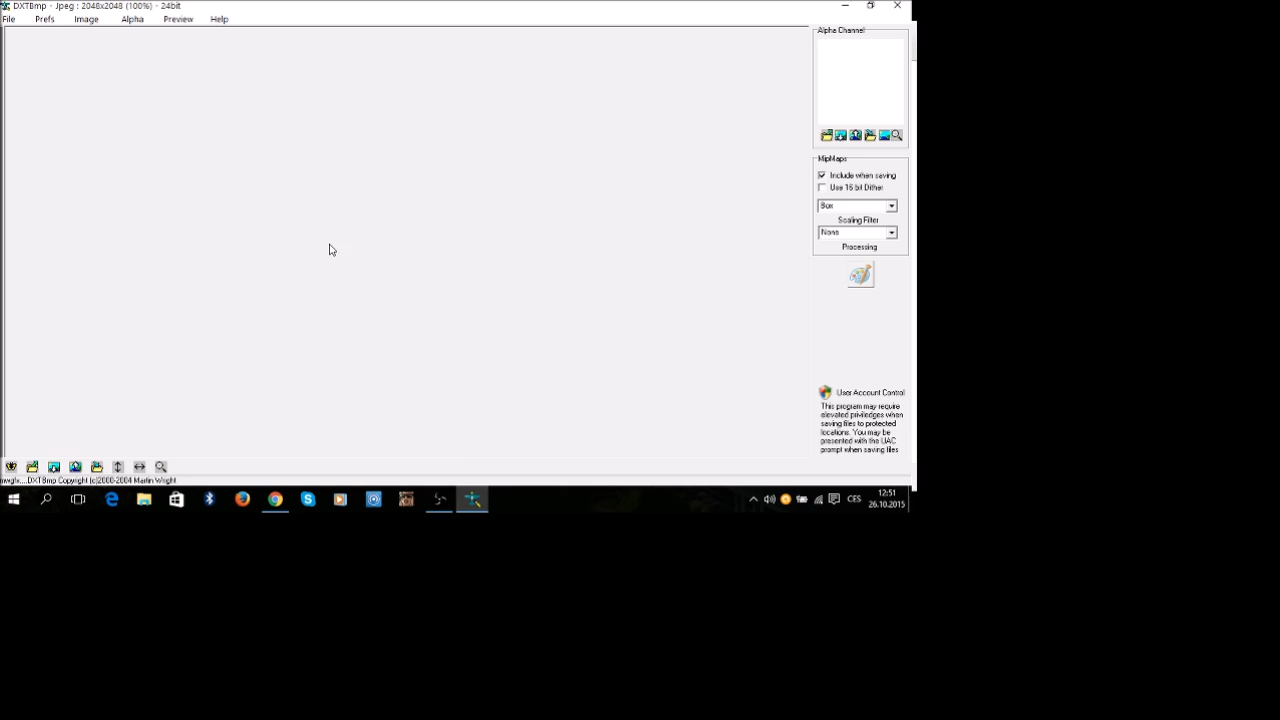 DXTBmp - Jpeg : 2048x2048 (100%) - 24bit
File Prefs Image Alpha Preview Help
Alpha Channel
MipMaps
Include when saving
Use 16 bit Dither
Box
Scaling Filter
None
Processing
User Account Control
This program may require
elevated priviledges when
saving files to protected
locations. You may be
presented with the UAC
prompt when saving files
mwgfx....DXTBmp Copyright (c)2000-2004 Martin Wright
CES
12:51
26.10.2015